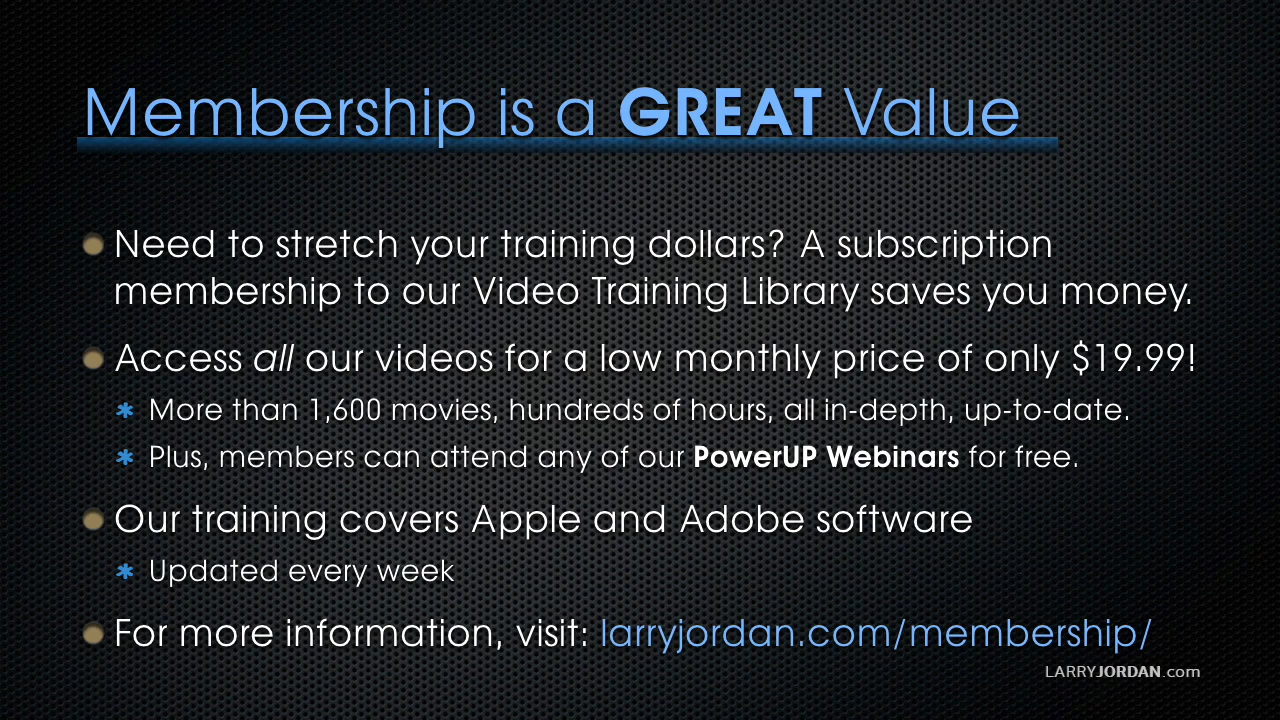 Membership is a GREAT Value
Need to stretch your training dollars? A subscription
membership to our Video Training Library saves you money.
Access all our videos for a low monthly price of only $19.99!
More than 1,600 movies, hundreds of hours, all in-depth, up-to-date.
Plus, members can attend any of our PowerUP Webinars for free.
Our training covers Apple and Adobe software
Updated every week
For more information, visit: larryjordan.com/membership/
LARRYJORDAN.com